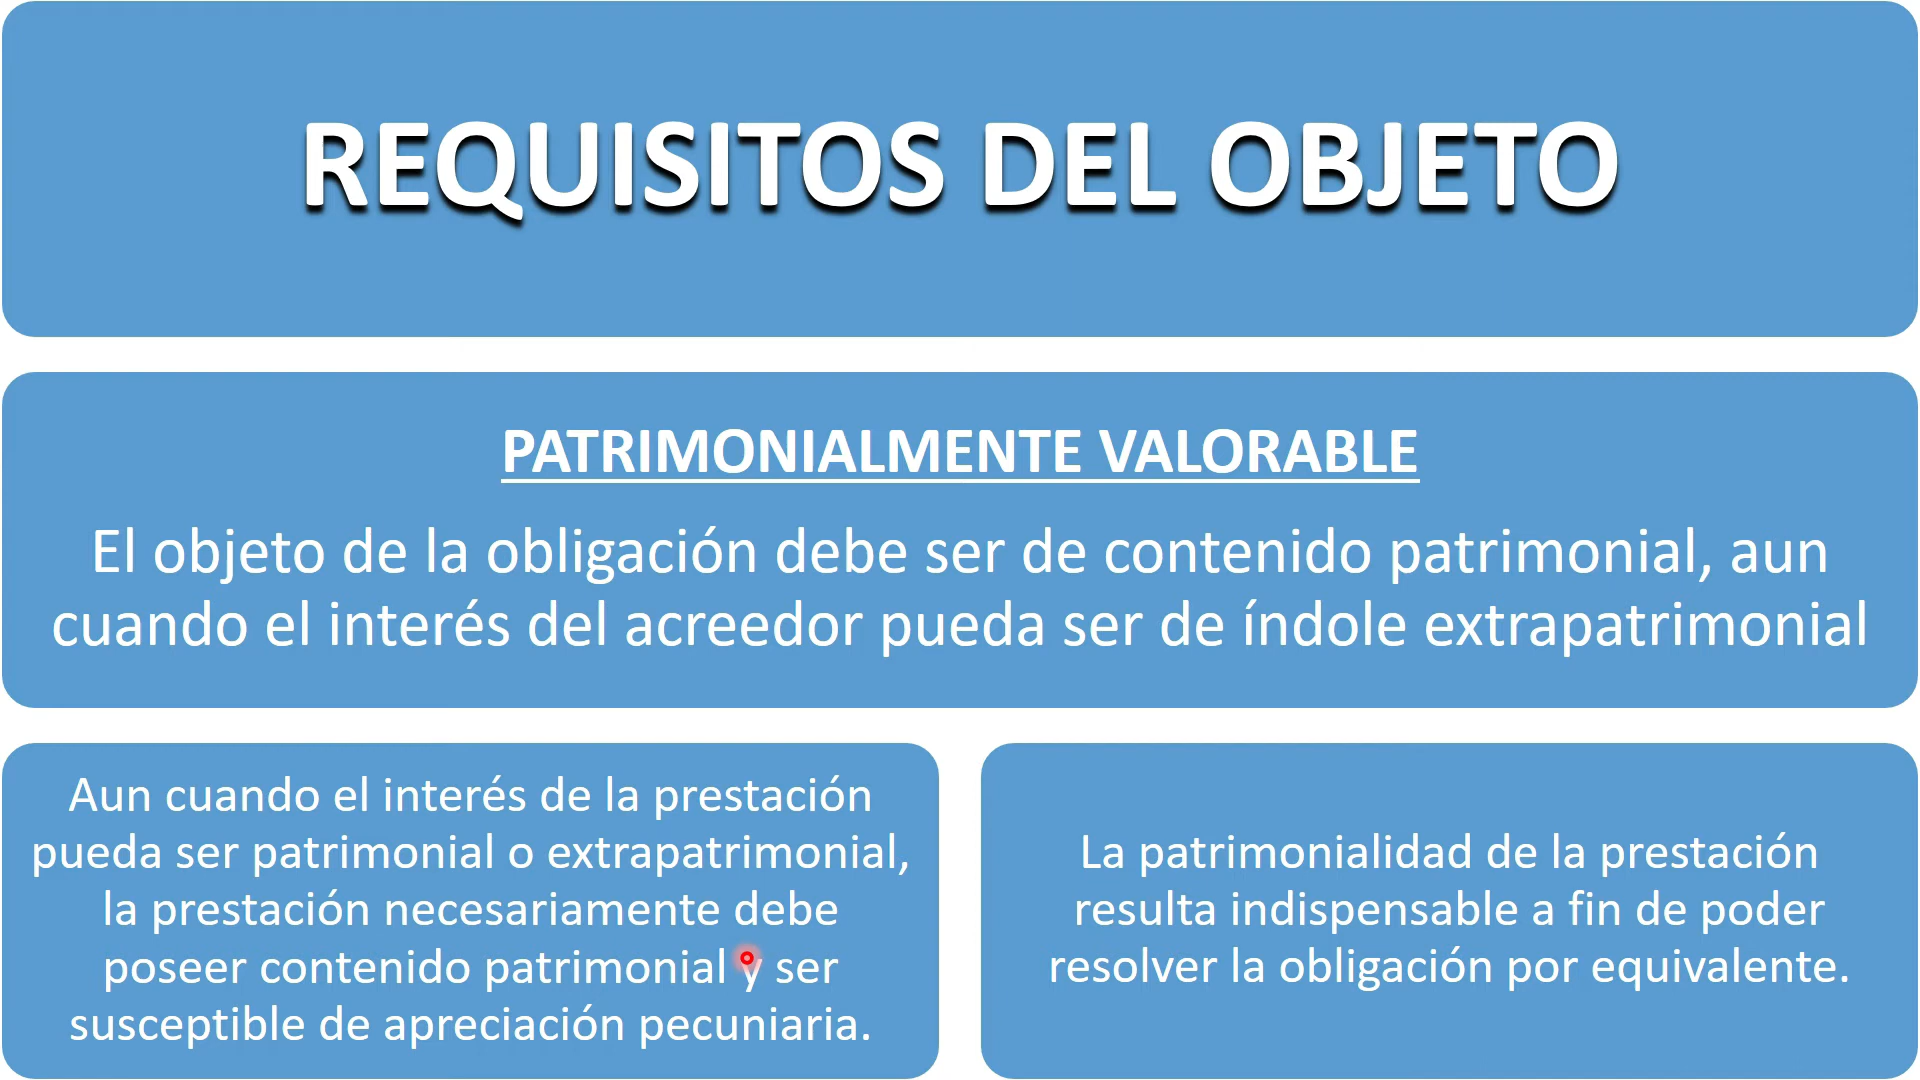 REQUISITOS DEL OBJETO
PATRIMONIALMENTE VALORABLE
El objeto de la obligación debe ser de contenido patrimonial, aun
cuando el interés del acreedor pueda ser de índole extrapatrimonial
Aun cuando el interés de la prestación
pueda ser patrimonial o extrapatrimonial,
la prestación necesariamente debe
poseer contenido patrimonial y ser
susceptible de apreciación pecuniaria.
La patrimonialidad de la prestación
resulta indispensable a fin de poder
resolver la obligación por equivalente.